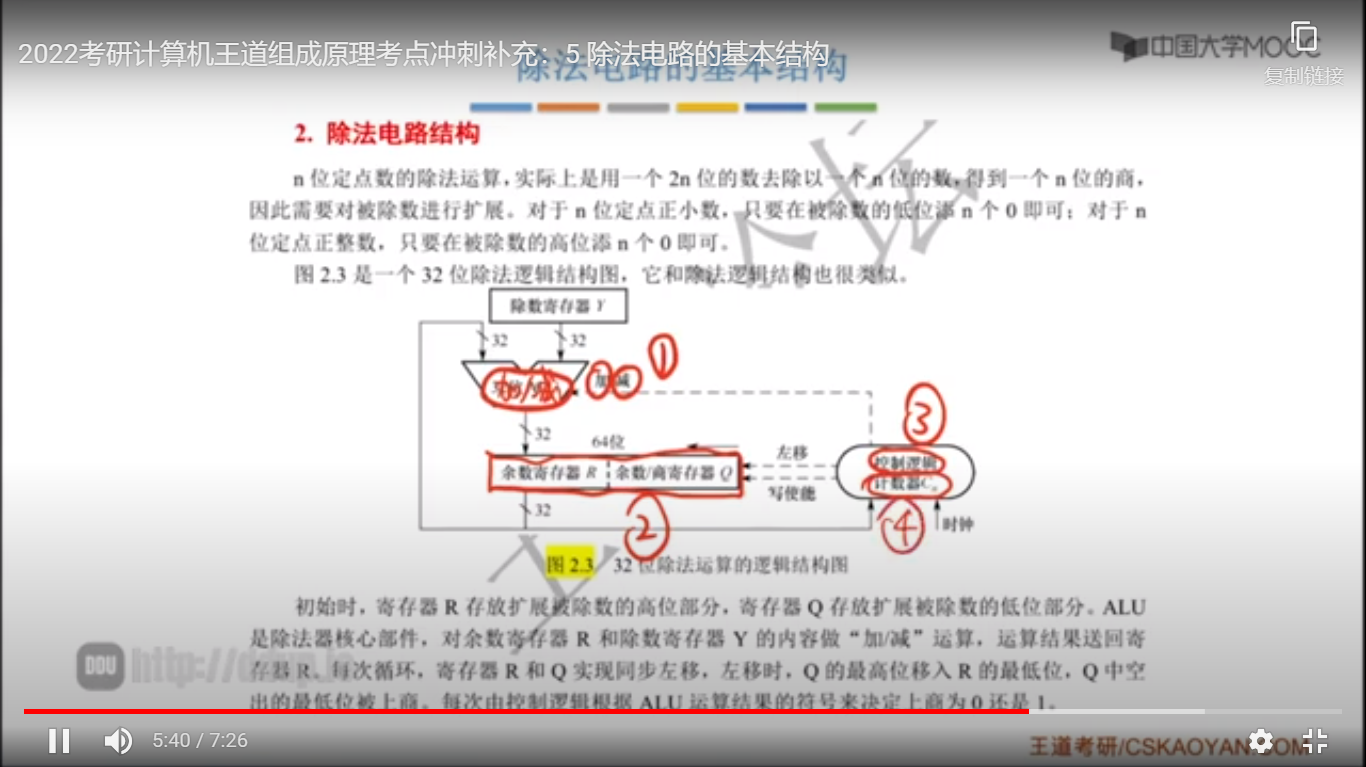 2022考研计算机王道组成原理考点冲刺补充：5 除法电路的基本结构
除法电路的基本结构
中国大学MOOC
复制链接
2. 除法电路结构
n 位定点数的除法运算，实际上是用一个 2n 位的数去除以一个 n 位的数，得到一个 n 位的商，
因此需要对被除数进行扩展。对于 n 位定点正小数，只要在被除数的低位添 n 个 0 即可；对于 n
位定点正整数，只要在被除数的高位添 n 个 0 即可。
图 2.3 是一个 32 位除法逻辑结构图，它和除法逻辑结构也很类似。
除数寄存器 Y
32
32
①
加/减
加 减
③
32
64位
左移
控制逻辑
余数寄存器 R
余数/商寄存器 Q
计数器Cn
写使能
32
②
④
时钟
图 2.3 32 位除法运算的逻辑结构图
初始时，寄存器 R 存放扩展被除数的高位部分，寄存器 Q 存放扩展被除数的低位部分。ALU
是除法器核心部件，对余数寄存器 R 和除数寄存器 Y 的内容做“加/减”运算，运算结果送回寄
存器 R。每次循环，寄存器 R 和 Q 实现同步左移，左移时，Q 的最高位移入 R 的最低位，Q 中空
出的最低位被上商。每次由控制逻辑根据 ALU 运算结果的符号来决定上商为 0 还是 1。
5:40 / 7:26
王道考研/CSKAOYAN.COM